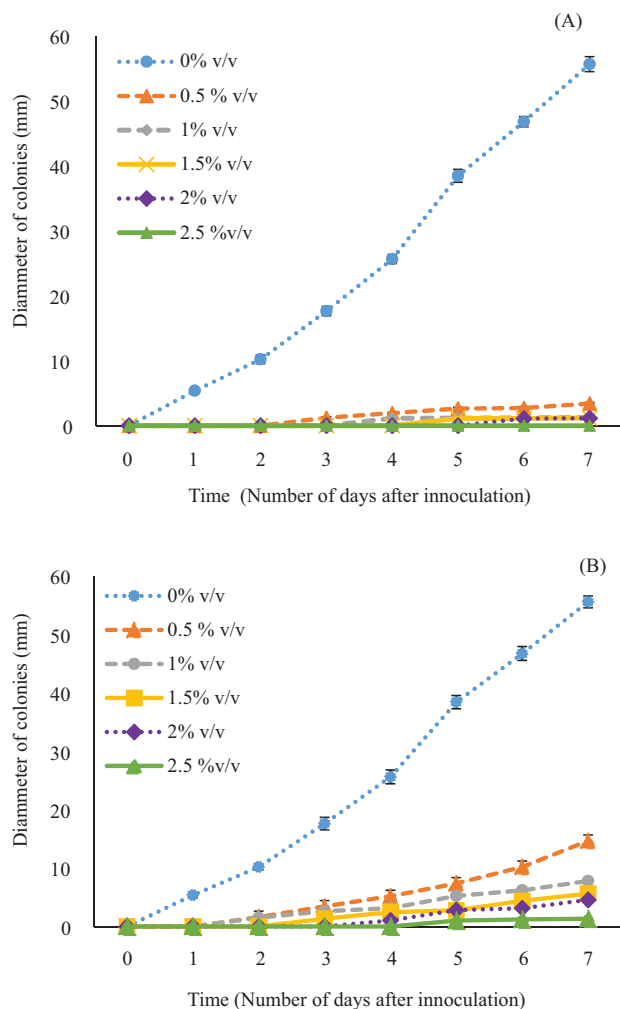 (A)
60
50
40
30
20
10
0
Diammeter of colonies (mm)
0% v/v
0.5 % v/v
1% v/v
1.5% v/v
2% v/v
2.5 %v/v
0 1 2 3 4 5 6 7
Time (Number of days after innoculation)
(B)
60
50
40
30
20
10
0
Diammeter of colonies (mm)
0% v/v
0.5 % v/v
1% v/v
1.5% v/v
2% v/v
2.5 %v/v
0 1 2 3 4 5 6 7
Time (Number of days after innoculation)